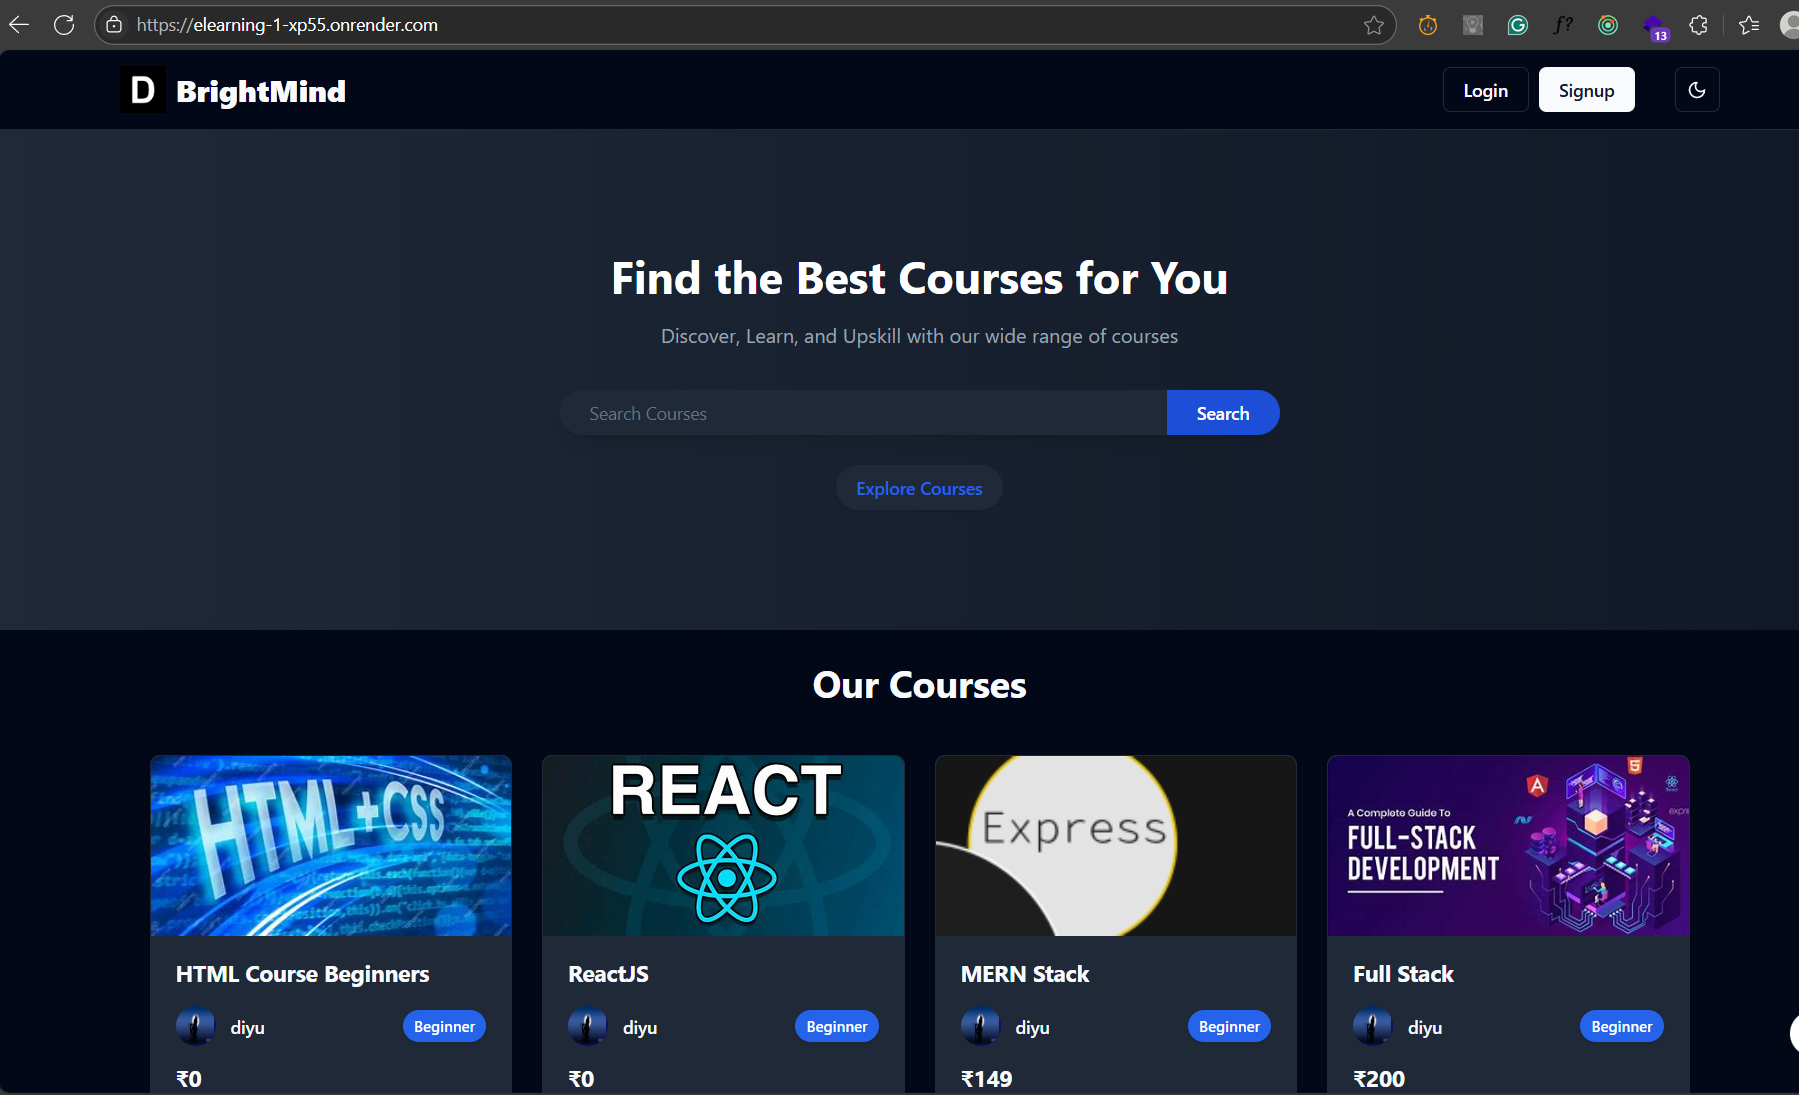 https://elearning-1-xp55.onrender.com
13
D BrightMind
Login
Signup
Find the Best Courses for You
Discover, Learn, and Upskill with our wide range of courses
Search Courses
Search
Explore Courses
Our Courses
HTML+CSS
REACT
Express
A Complete Guide To
FULL-STACK
DEVELOPMENT
HTML Course Beginners
diyu
Beginner
₹0
ReactJS
diyu
Beginner
₹0
MERN Stack
diyu
Beginner
₹149
Full Stack
diyu
Beginner
₹200